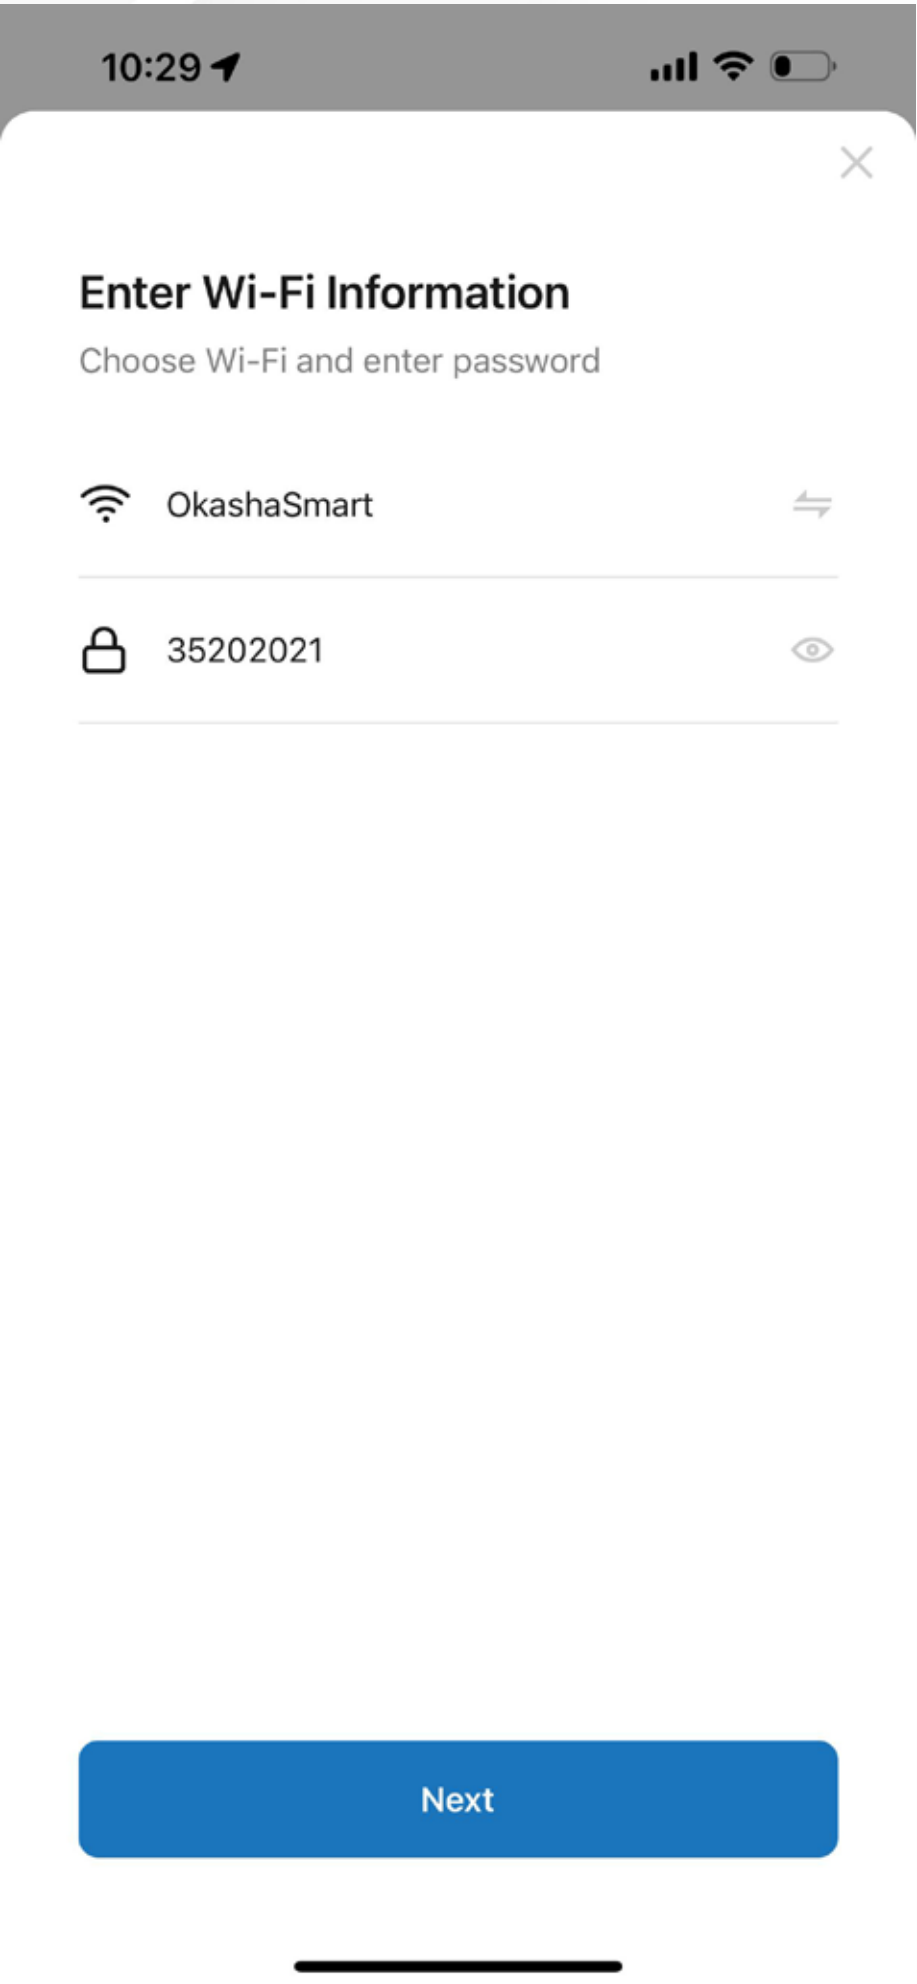 10:29
Enter Wi-Fi Information
Choose Wi-Fi and enter password
OkashaSmart
35202021
Next